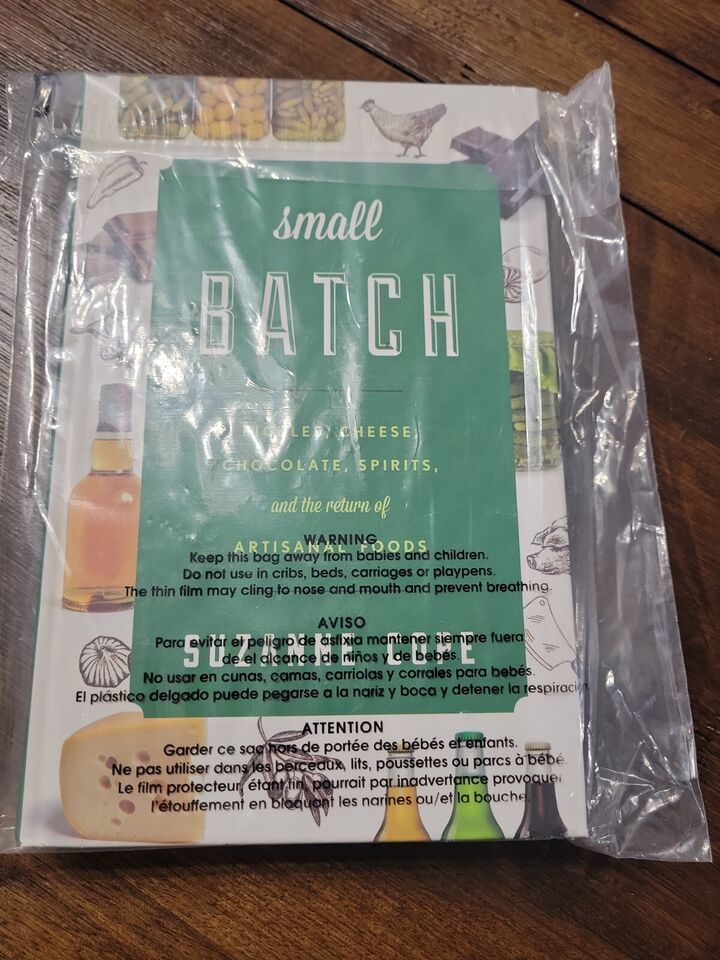 small
BATCH
PICKLES, CHEESE,
CHOCOLATE, SPIRITS,
and the return of
ARTISANAL FOODS
SUZANNE COPE
WARNING
Keep this bag away from babies and children.
Do not use in cribs, beds, carriages or playpens.
The thin film may cling to nose and mouth and prevent breathing.
AVISO
Para evitar el peligro de asfixia mantener siempre fuera
de el alcance de niños y de bebés.
No usar en cunas, camas, carriolas y corrales para bebés.
El plástico delgado puede pegarse a la nariz y boca y detener la respiración
ATTENTION
Garder ce sac hors de portée des bébés et enfants.
Ne pas utiliser dans les berceaux, lits, poussettes ou parcs à bébé.
Le film protecteur, étant fin, pourrait par inadvertance provoquer
l'étouffement en bloquant les narines ou/et la bouche.